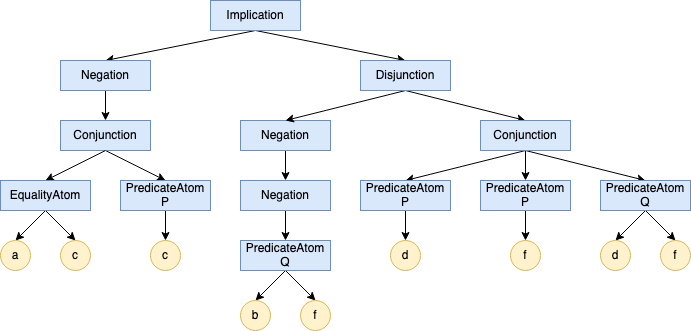 Implication
Negation
Disjunction
Conjunction
Negation
Conjunction
EqualityAtom
PredicateAtom
P
Negation
PredicateAtom
P
PredicateAtom
P
PredicateAtom
Q
a
c
c
PredicateAtom
Q
d
f
d
f
b
f